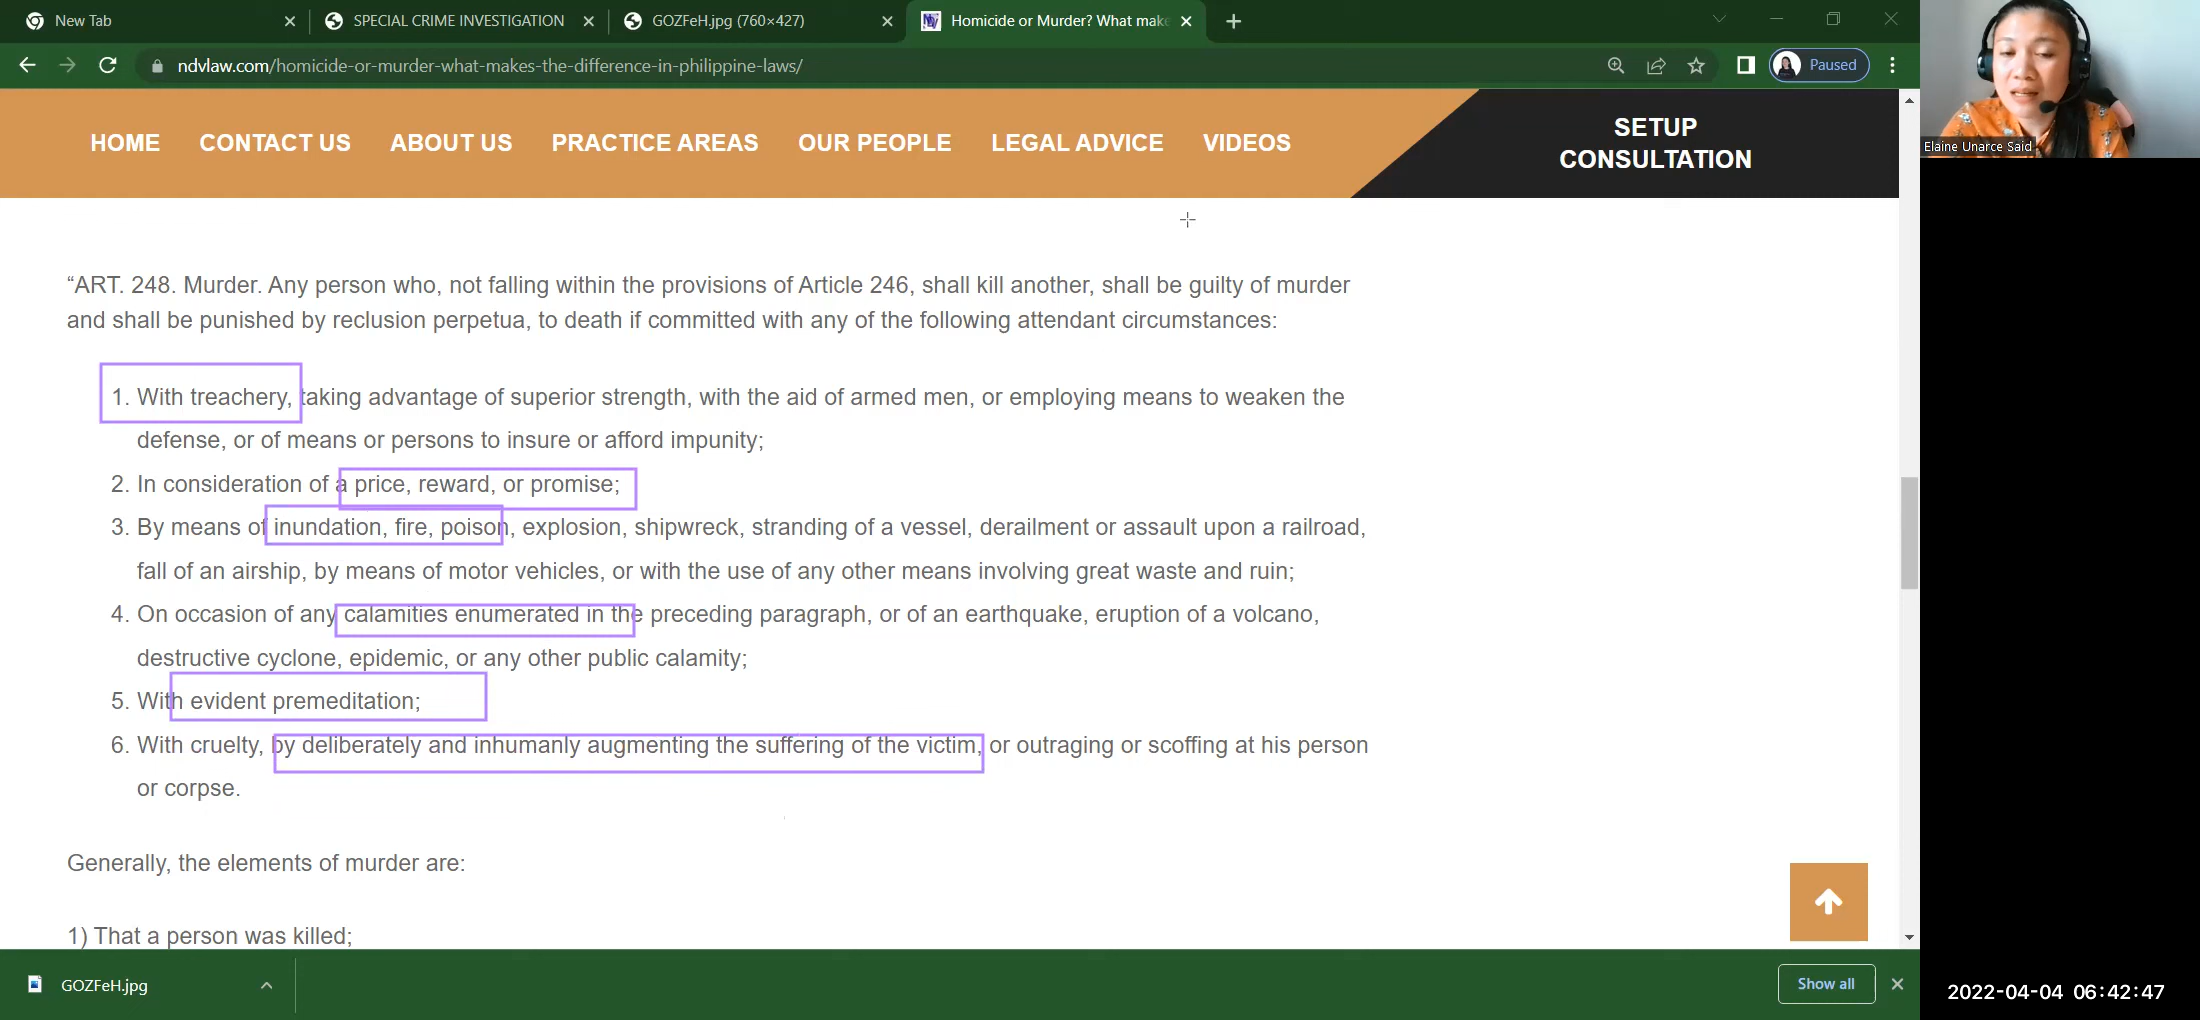 New Tab
SPECIAL CRIME INVESTIGATION
GOZFeH.jpg (760×427)
Homicide or Murder? What make
ndvlaw.com/homicide-or-murder-what-makes-the-difference-in-philippine-laws/
Paused
HOME CONTACT US ABOUT US PRACTICE AREAS OUR PEOPLE LEGAL ADVICE VIDEOS
SETUP
CONSULTATION
Elaine Unarce Said
“ART. 248. Murder. Any person who, not falling within the provisions of Article 246, shall kill another, shall be guilty of murder
and shall be punished by reclusion perpetua, to death if committed with any of the following attendant circumstances:
1. With treachery, taking advantage of superior strength, with the aid of armed men, or employing means to weaken the
defense, or of means or persons to insure or afford impunity;
2. In consideration of a price, reward, or promise;
3. By means of inundation, fire, poison, explosion, shipwreck, stranding of a vessel, derailment or assault upon a railroad,
fall of an airship, by means of motor vehicles, or with the use of any other means involving great waste and ruin;
4. On occasion of any calamities enumerated in the preceding paragraph, or of an earthquake, eruption of a volcano,
destructive cyclone, epidemic, or any other public calamity;
5. With evident premeditation;
6. With cruelty, by deliberately and inhumanly augmenting the suffering of the victim, or outraging or scoffing at his person
or corpse.
Generally, the elements of murder are:
1) That a person was killed;
GOZFeH.jpg
Show all
2022-04-04 06:42:47